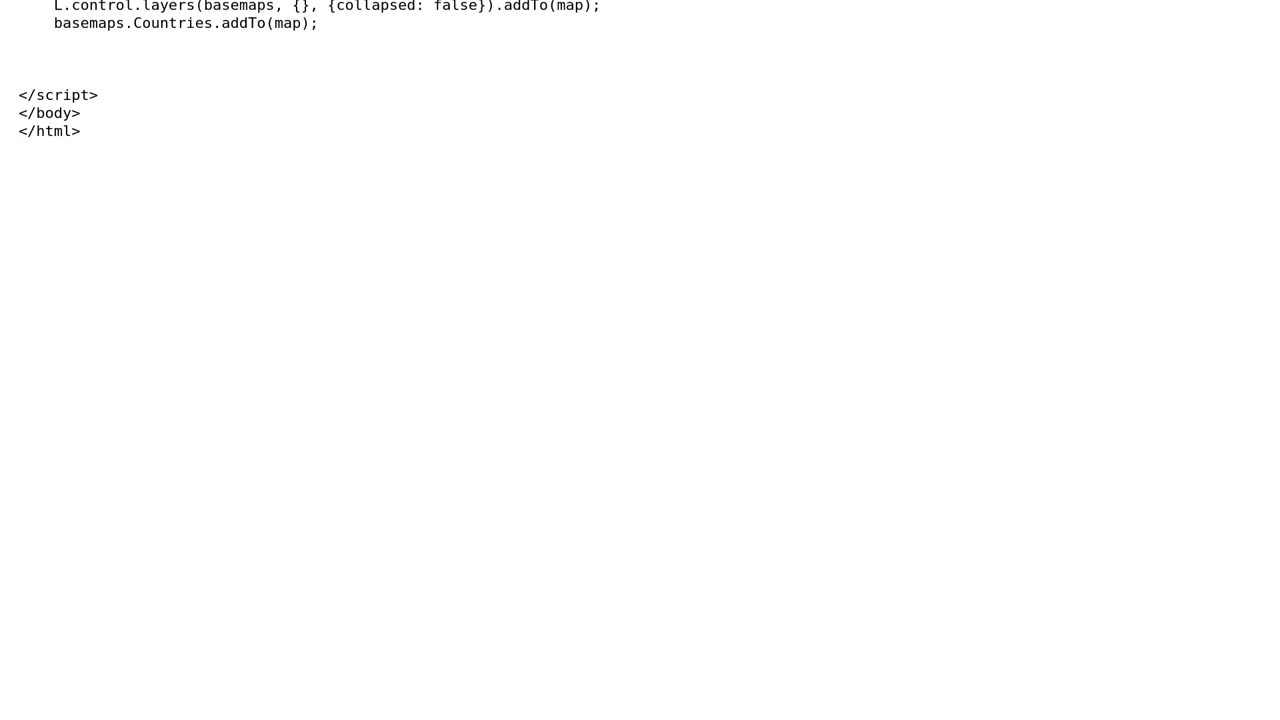 L.control.layers(basemaps, {}, {collapsed: false}).addTo(map);
basemaps.Countries.addTo(map);
</script>
</body>
</html>